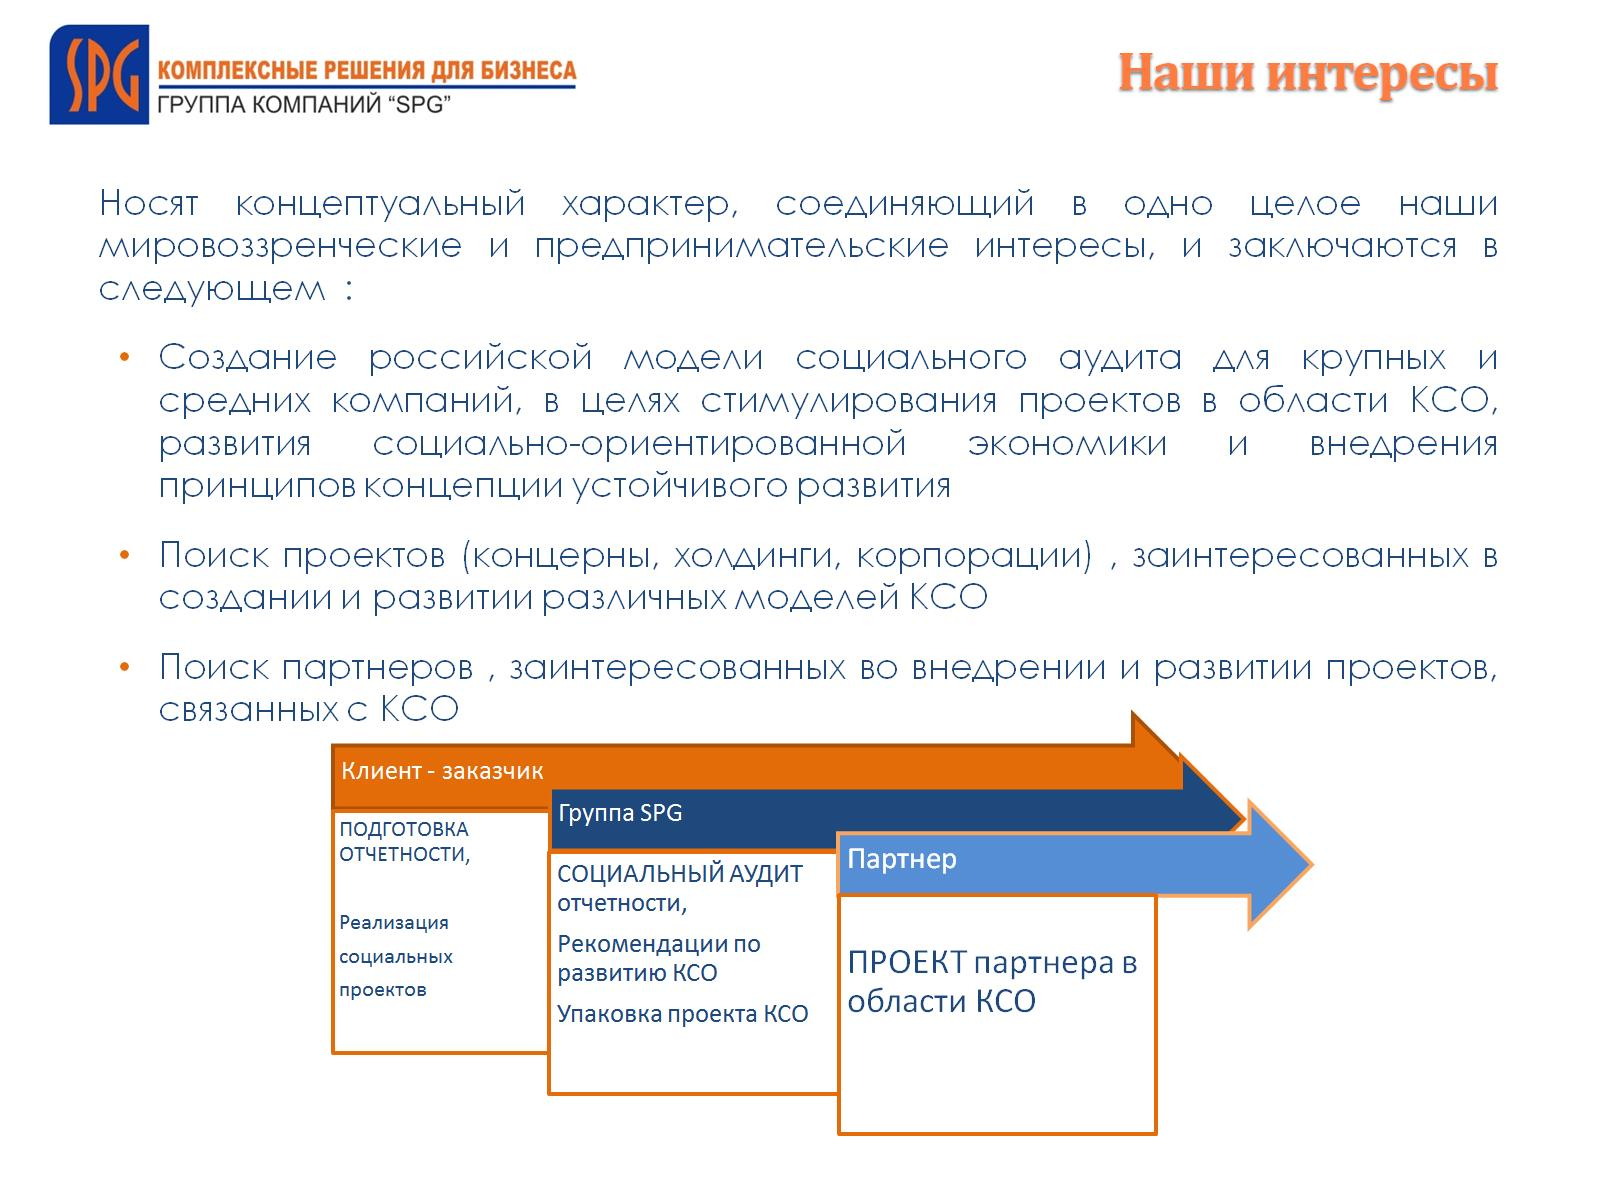 SPG
КОМПЛЕКСНЫЕ РЕШЕНИЯ ДЛЯ БИЗНЕСА
ГРУППА КОМПАНИЙ “SPG”
Наши интересы
Носят концептуальный характер, соединяющий в одно целое наши
мировоззренческие и предпринимательские интересы, и заключаются в
следующем :
• Создание российской модели социального аудита для крупных и
средних компаний, в целях стимулирования проектов в области КСО,
развития социально-ориентированной экономики и внедрения
принципов концепции устойчивого развития
• Поиск проектов (концерны, холдинги, корпорации) , заинтересованных в
создании и развитии различных моделей КСО
• Поиск партнеров , заинтересованных во внедрении и развитии проектов,
связанных с КСО
Клиент - заказчик
ПОДГОТОВКА
ОТЧЕТНОСТИ,
Реализация
социальных
проектов
Группа SPG
СОЦИАЛЬНЫЙ АУДИТ
отчетности,
Рекомендации по
развитию КСО
Упаковка проекта КСО
Партнер
ПРОЕКТ партнера в
области КСО